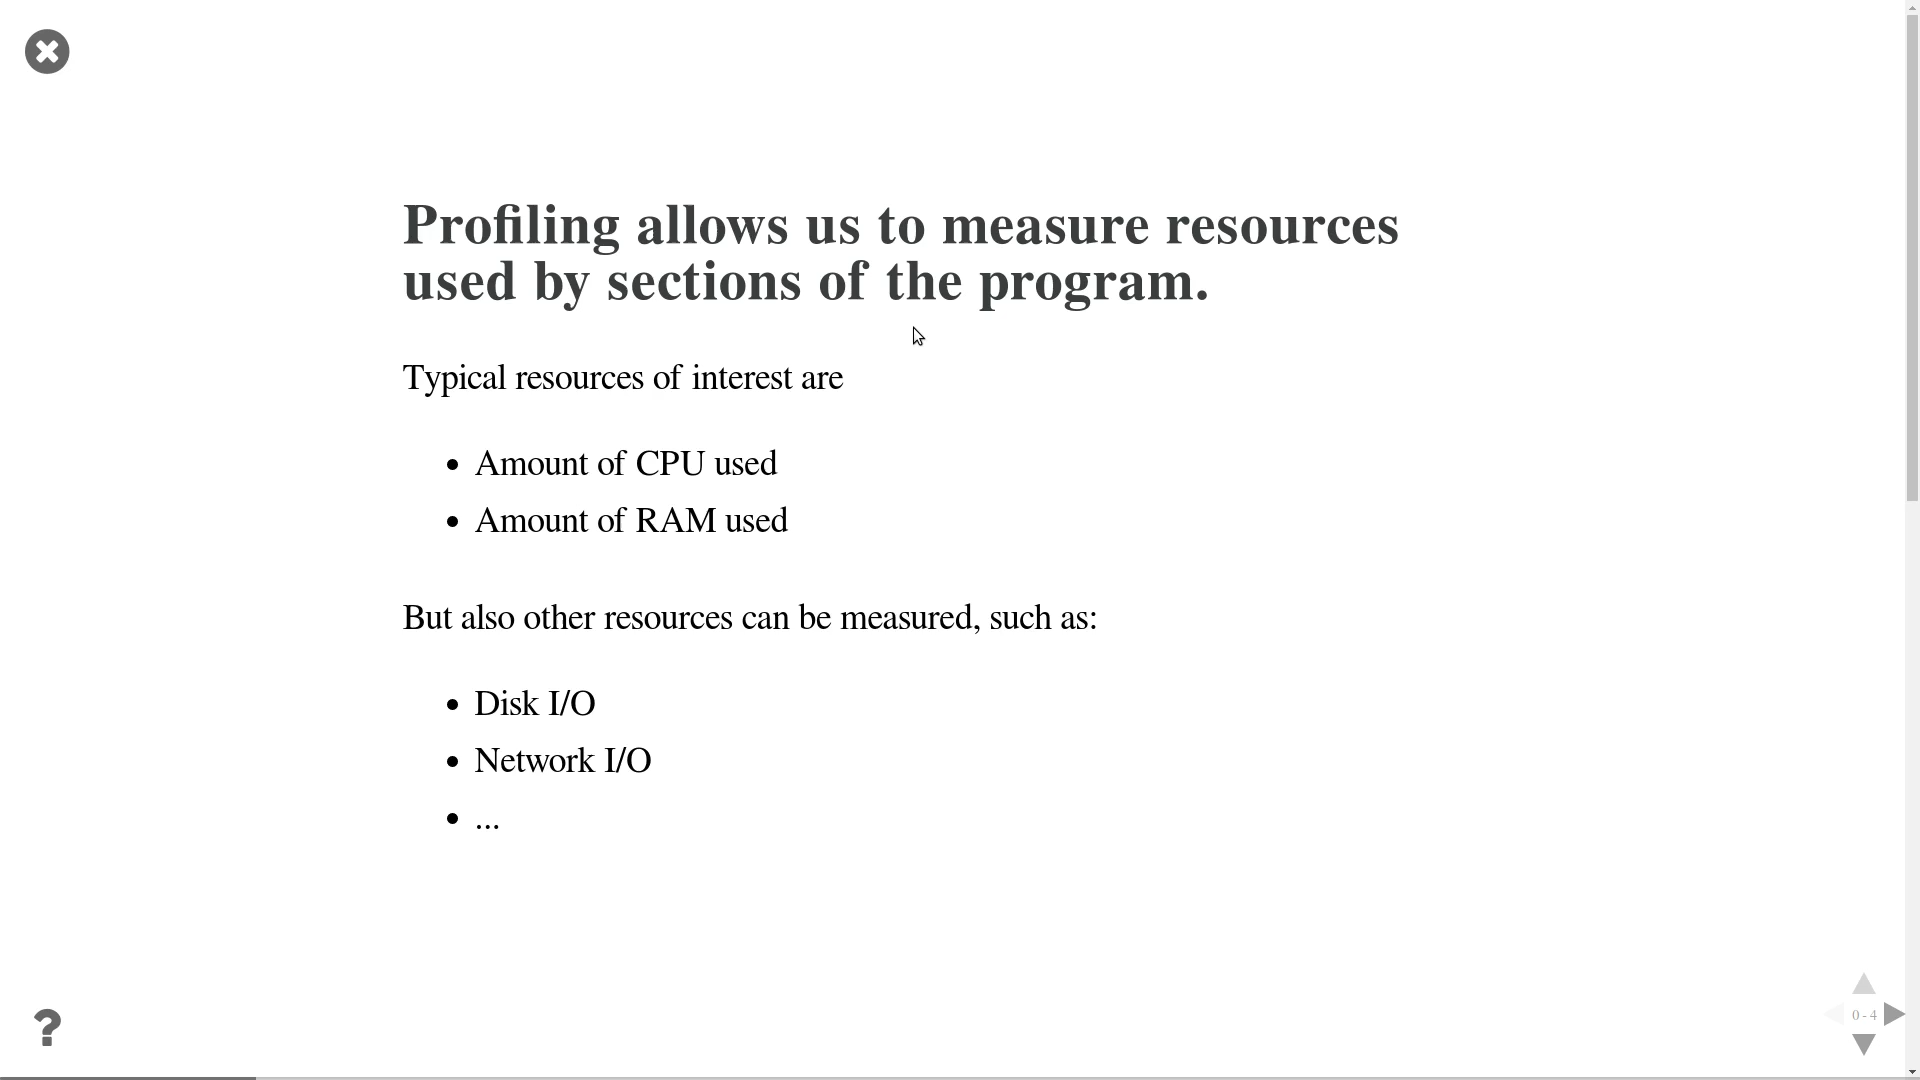 Profiling allows us to measure resources
used by sections of the program.
Typical resources of interest are
• Amount of CPU used
• Amount of RAM used
But also other resources can be measured, such as:
• Disk I/O
• Network I/O
• ...
?
0 - 4